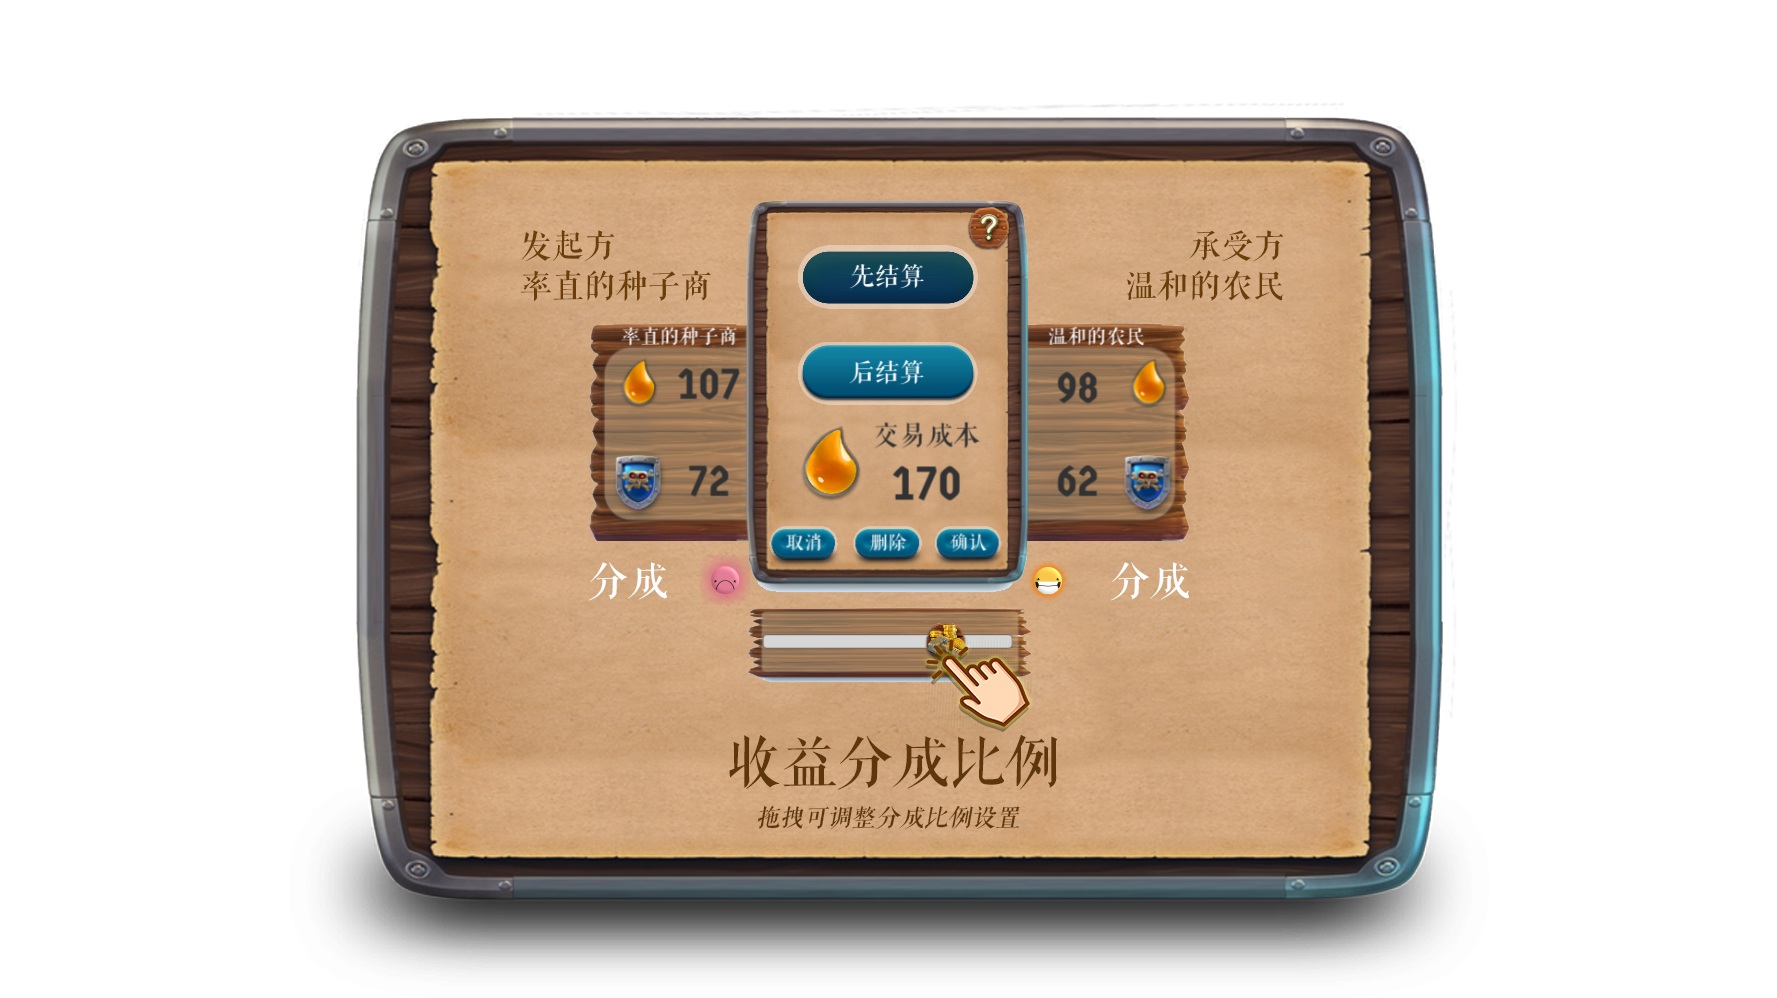 发起方
率直的种子商
承受方
温和的农民
率直的种子商
107
72
?
先结算
后结算
交易成本
170
取消
删除
确认
温和的农民
98
62
分成
分成
收益分成比例
拖拽可调整分成比例设置